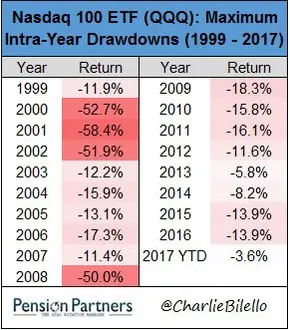 Nasdaq 100 ETF (QQQ): Maximum
Intra-Year Drawdowns (1999 - 2017)
Year Return Year Return
1999 -11.9% 2009 -18.3%
2000 -52.7% 2010 -15.8%
2001 -58.4% 2011 -16.1%
2002 -51.9% 2012 -11.6%
2003 -12.2% 2013 -5.8%
2004 -15.9% 2014 -8.2%
2005 -13.1% 2015 -13.9%
2006 -17.3% 2016 -13.9%
2007 -11.4% 2017 YTD -3.6%
2008 -50.0%
Pension Partners @CharlieBilello
THE ATAC ROTATION MANAGER